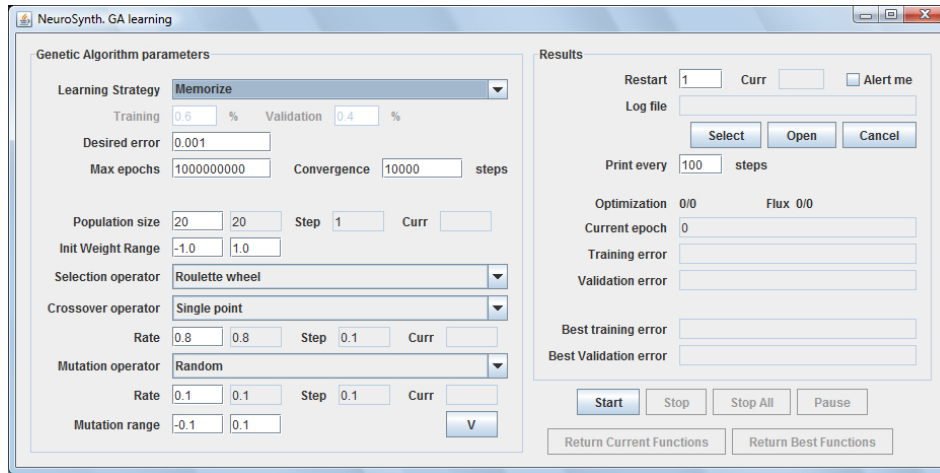 NeuroSynth. GA learning
Genetic Algorithm parameters
Learning Strategy Memorize
Training 0.6 % Validation 0.4 %
Desired error 0.001
Max epochs 1000000000 Convergence 10000 steps
Population size 20 20 Step 1 Curr
Init Weight Range -1.0 1.0
Selection operator Roulette wheel
Crossover operator Single point
Rate 0.8 0.8 Step 0.1 Curr
Mutation operator Random
Rate 0.1 0.1 Step 0.1 Curr
Mutation range -0.1 0.1 V
Results
Restart 1 Curr Alert me
Log file
Select Open Cancel
Print every 100 steps
Optimization 0/0 Flux 0/0
Current epoch 0
Training error
Validation error
Best training error
Best Validation error
Start Stop Stop All Pause
Return Current Functions Return Best Functions